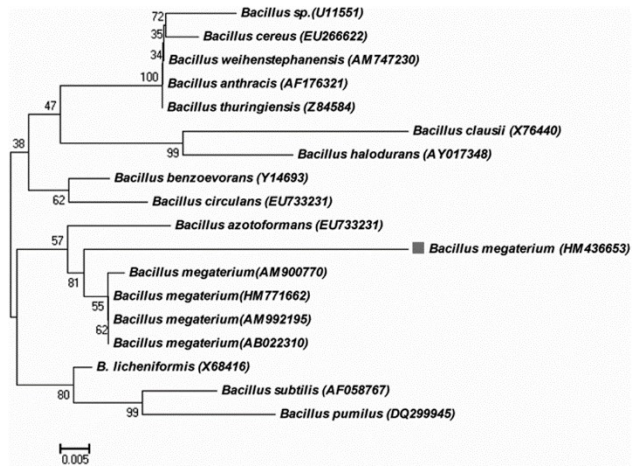 72
Bacillus sp.(U11551)
35
Bacillus cereus (EU266622)
34
Bacillus weihenstephanensis (AM747230)
100
Bacillus anthracis (AF176321)
Bacillus thuringiensis (Z84584)
47
Bacillus clausii (X76440)
99
Bacillus halodurans (AY017348)
38
Bacillus benzoevorans (Y14693)
62
Bacillus circulans (EU733231)
Bacillus azotoformans (EU733231)
57
Bacillus megaterium (HM436653)
81
Bacillus megaterium(AM900770)
55
Bacillus megaterium(HM771662)
Bacillus megaterium(AM992195)
62
Bacillus megaterium(AB022310)
B. licheniformis (X68416)
80
Bacillus subtilis (AF058767)
99
Bacillus pumilus (DQ299945)
0.005